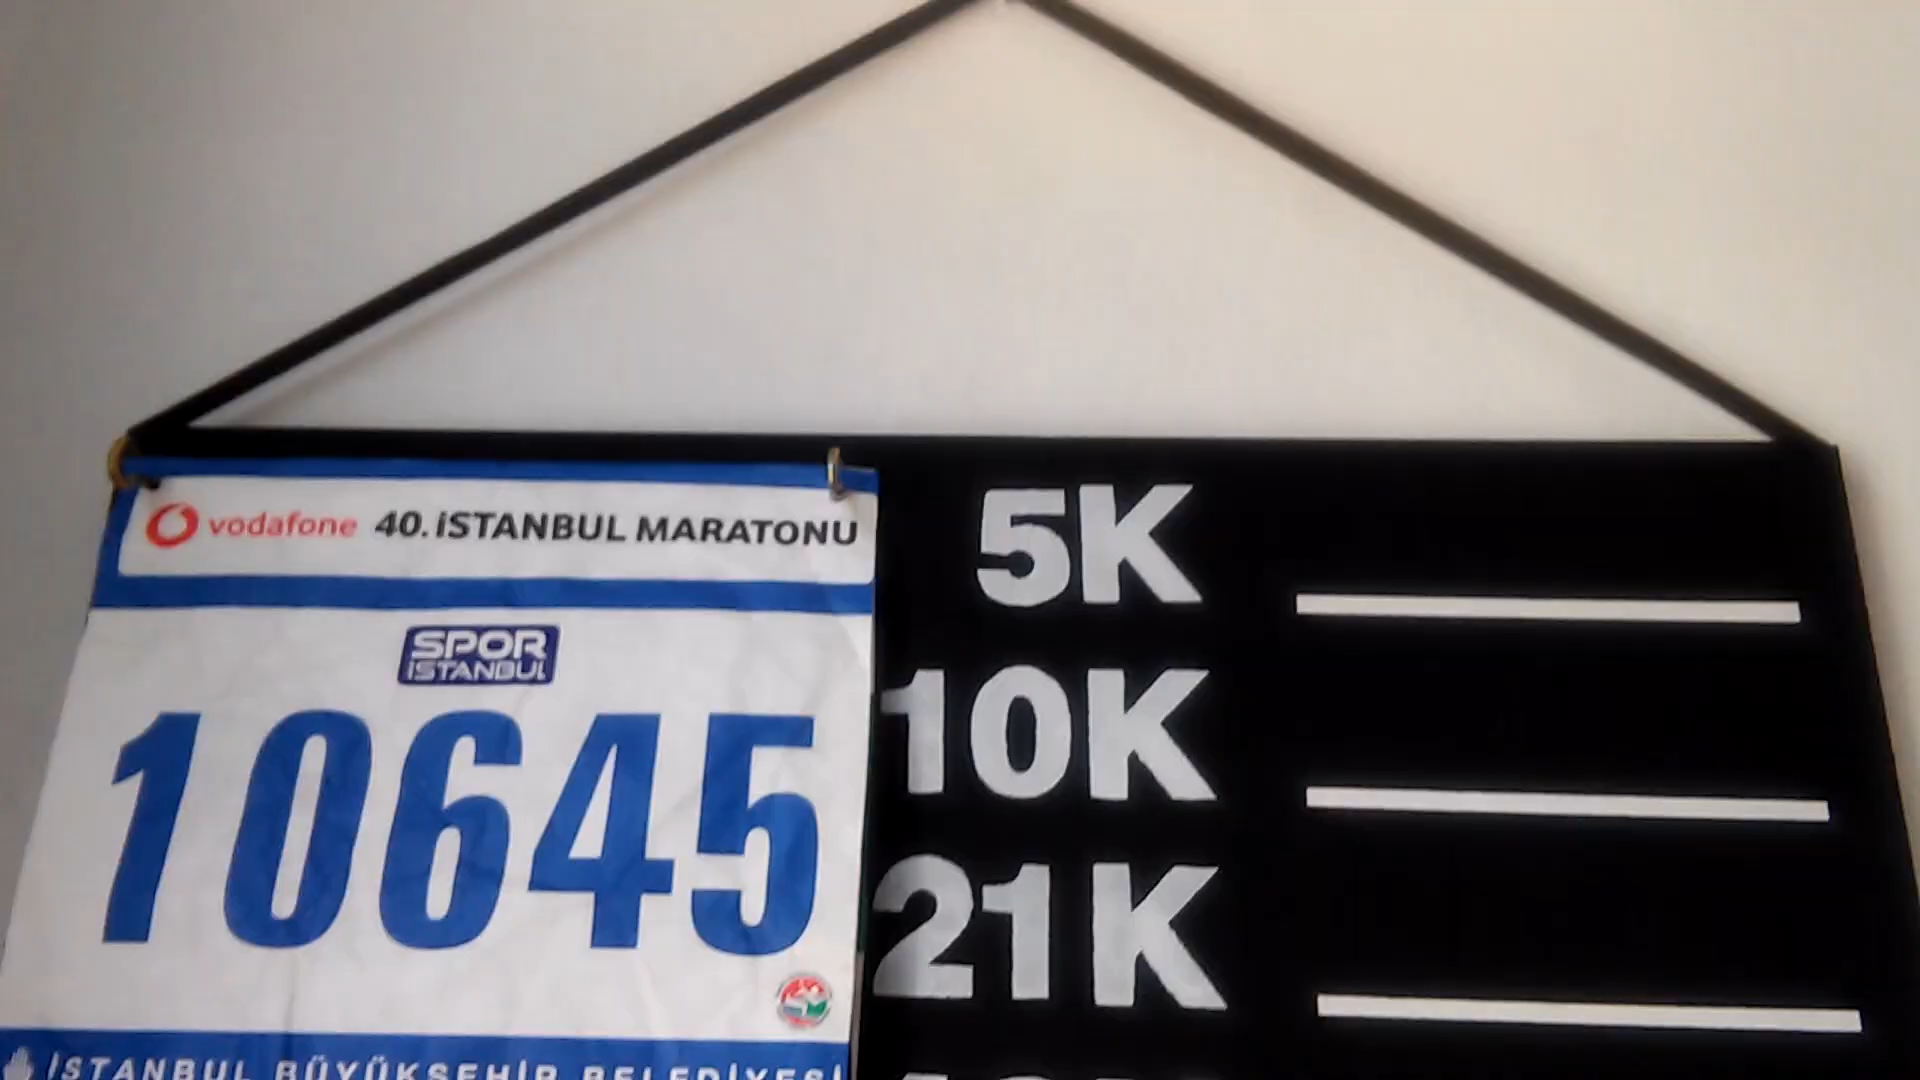 vodafone 40. İSTANBUL MARATONU
SPOR
İSTANBUL
10645
İSTANBUL BÜYÜKŞEHİR BELEDİYESİ
5K
10K
21K